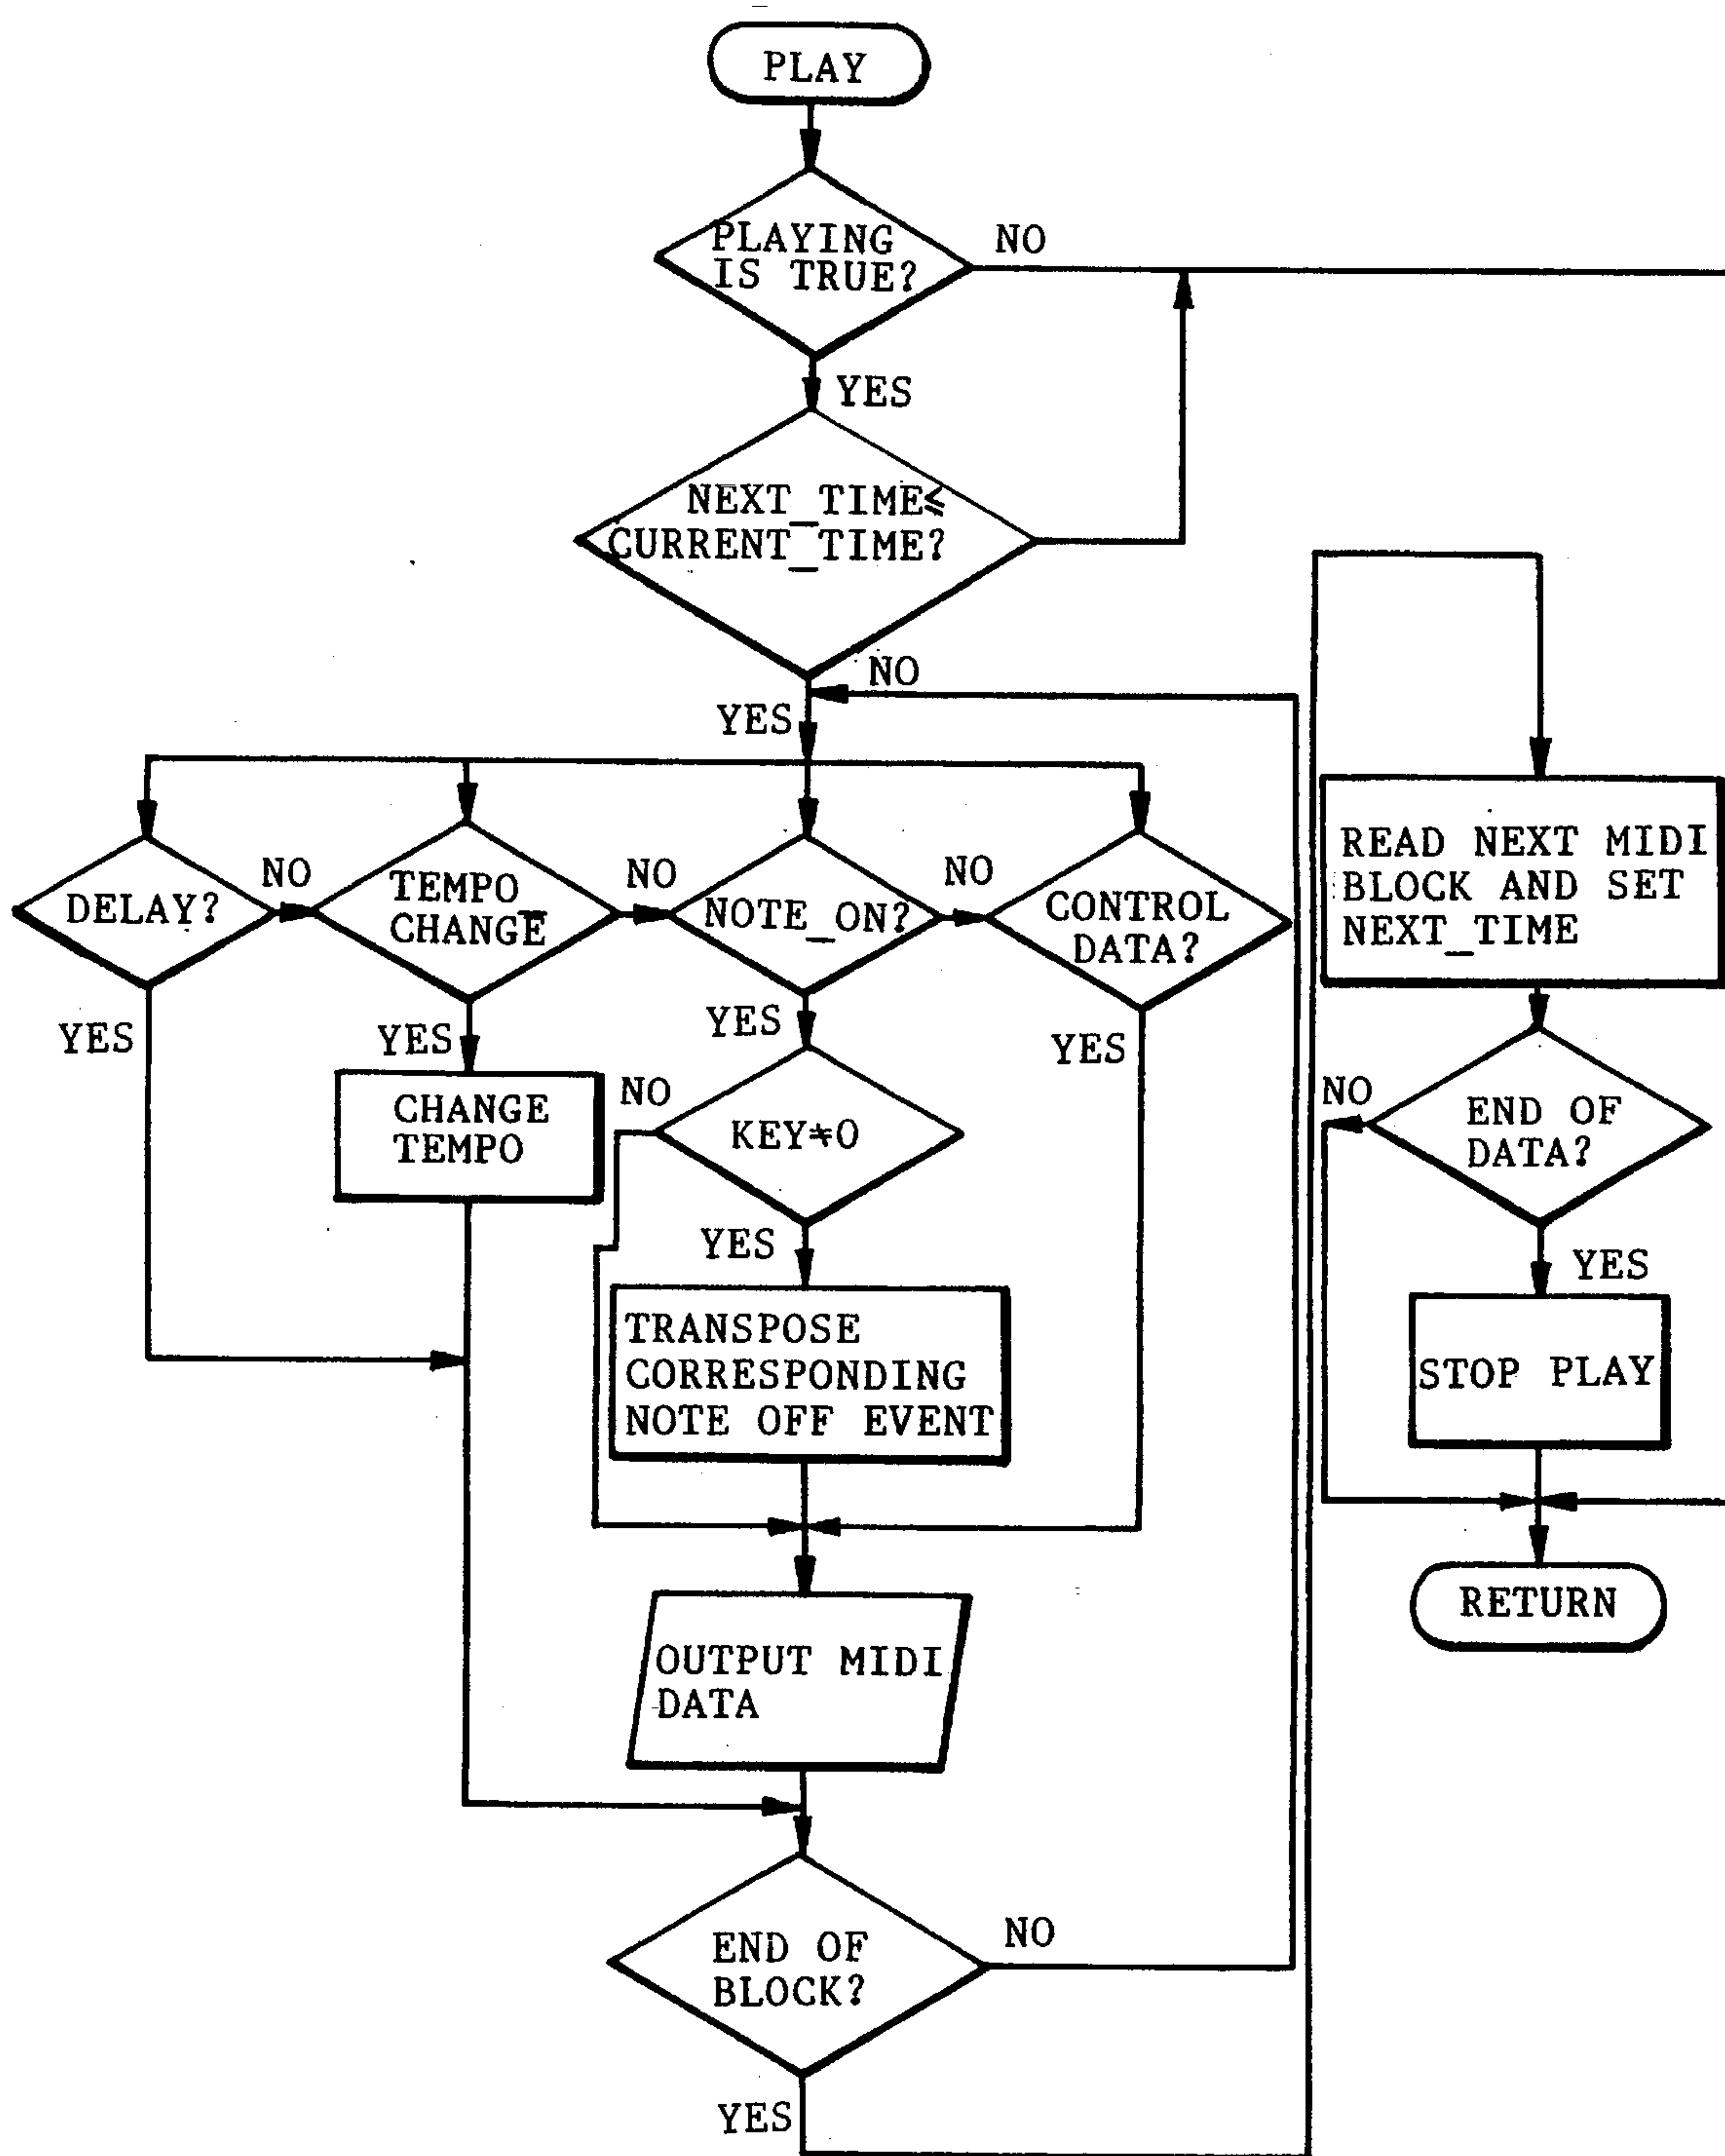 PLAY
PLAYING
IS TRUE?
NO
YES
NEXT_TIME≦
CURRENT_TIME?
NO
YES
DELAY?
NO
TEMPO_
CHANGE
NO
NOTE_ON?
NO
CONTROL
DATA?
YES
YES
YES
YES
CHANGE
TEMPO
NO
KEY≠0
YES
TRANSPOSE
CORRESPONDING
NOTE OFF EVENT
OUTPUT MIDI
DATA
END OF
BLOCK?
NO
YES
READ NEXT MIDI
BLOCK AND SET
NEXT_TIME
NO
END OF
DATA?
YES
STOP PLAY
RETURN